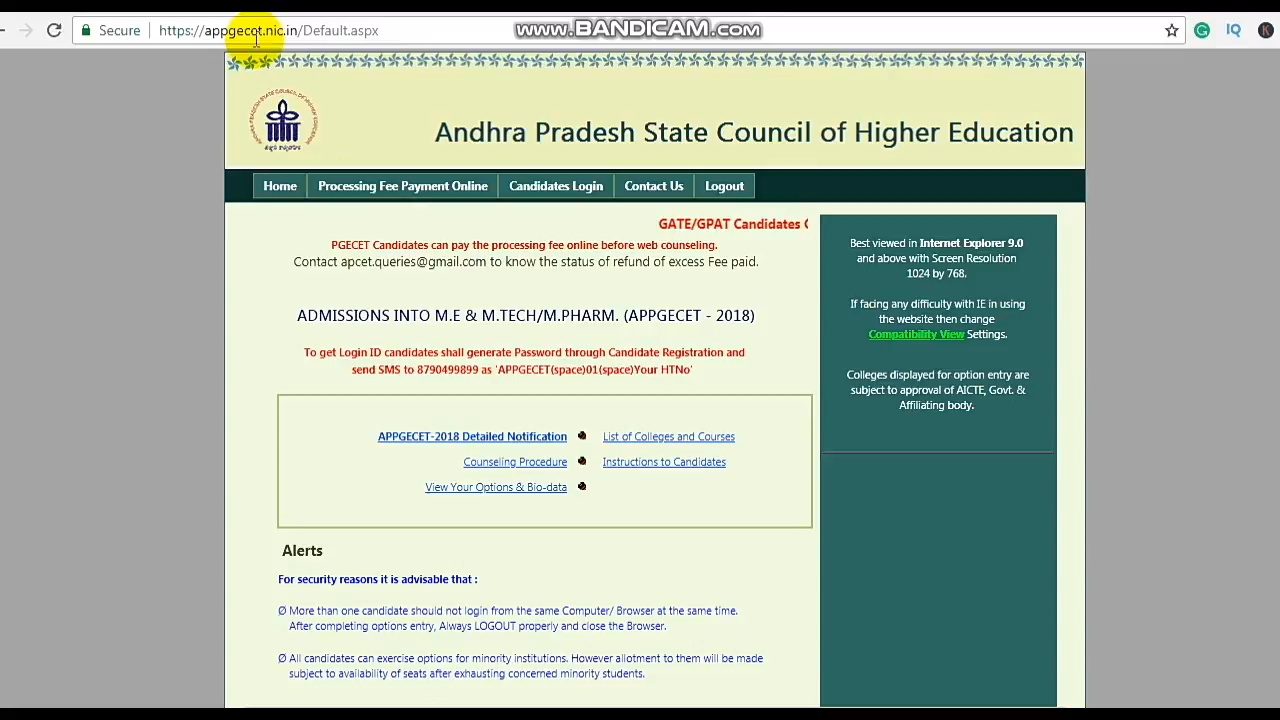 Secure https://appgecet.nic.in/Default.aspx
www.BANDICAM.com
IQ
K
Andhra Pradesh State Council of Higher Education
Home Processing Fee Payment Online Candidates Login Contact Us Logout
GATE/GPAT Candidates
PGECET Candidates can pay the processing fee online before web counseling.
Contact apcet.queries@gmail.com to know the status of refund of excess Fee paid.
ADMISSIONS INTO M.E & M.TECH/M.PHARM. (APPGECET - 2018)
To get Login ID candidates shall generate Password through Candidate Registration and
send SMS to 8790499899 as 'APPGECET(space)01(space)Your HTNo'
APPGECET-2018 Detailed Notification
List of Colleges and Courses
Counseling Procedure
Instructions to Candidates
View Your Options & Bio-data
Alerts
For security reasons it is advisable that :
Ø More than one candidate should not login from the same Computer/ Browser at the same time.
After completing options entry, Always LOGOUT properly and close the Browser.
Ø All candidates can exercise options for minority institutions. However allotment to them will be made
subject to availability of seats after exhausting concerned minority students.
Best viewed in Internet Explorer 9.0
and above with Screen Resolution
1024 by 768.
If facing any difficulty with IE in using
the website then change
Compatibility View Settings.
Colleges displayed for option entry are
subject to approval of AICTE, Govt. &
Affiliating body.